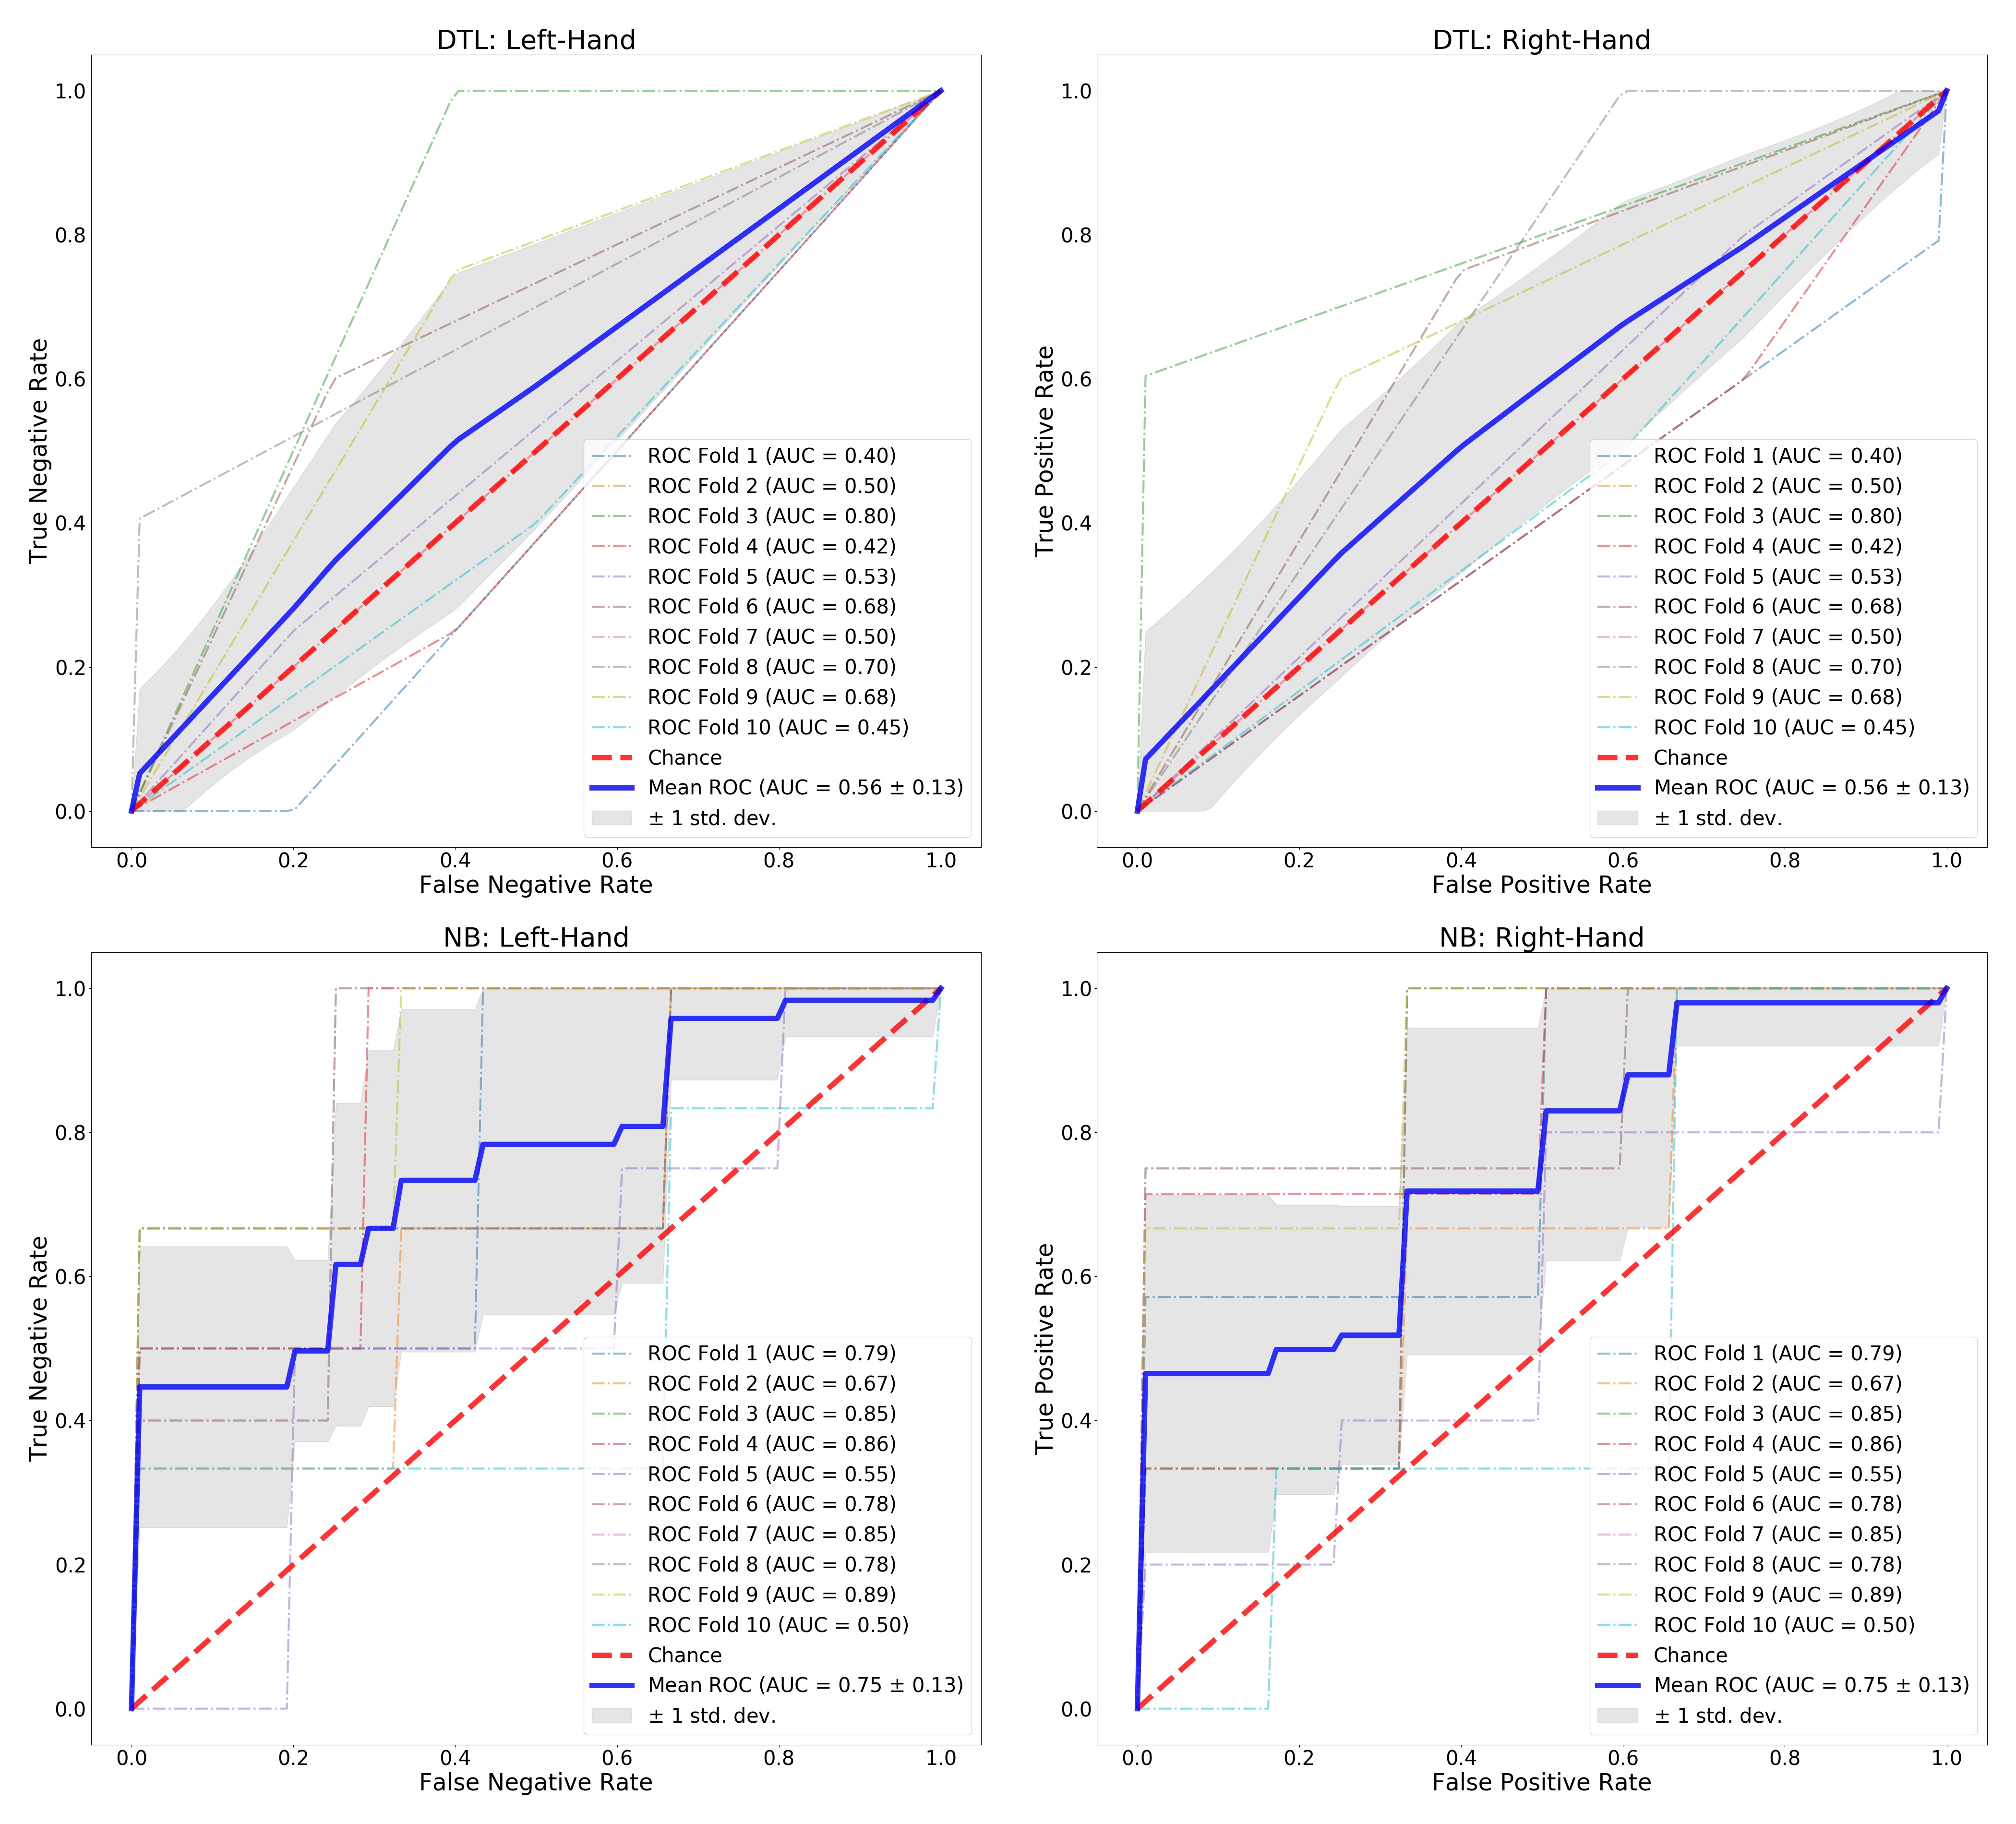 DTL: Left-Hand
True Negative Rate
1.0
0.8
0.6
0.4
0.2
0.0
ROC Fold 1 (AUC = 0.40)
ROC Fold 2 (AUC = 0.50)
ROC Fold 3 (AUC = 0.80)
ROC Fold 4 (AUC = 0.42)
ROC Fold 5 (AUC = 0.53)
ROC Fold 6 (AUC = 0.68)
ROC Fold 7 (AUC = 0.50)
ROC Fold 8 (AUC = 0.70)
ROC Fold 9 (AUC = 0.68)
ROC Fold 10 (AUC = 0.45)
Chance
Mean ROC (AUC = 0.56 ± 0.13)
± 1 std. dev.
0.0 0.2 0.4 0.6 0.8 1.0
False Negative Rate
DTL: Right-Hand
True Positive Rate
1.0
0.8
0.6
0.4
0.2
0.0
ROC Fold 1 (AUC = 0.40)
ROC Fold 2 (AUC = 0.50)
ROC Fold 3 (AUC = 0.80)
ROC Fold 4 (AUC = 0.42)
ROC Fold 5 (AUC = 0.53)
ROC Fold 6 (AUC = 0.68)
ROC Fold 7 (AUC = 0.50)
ROC Fold 8 (AUC = 0.70)
ROC Fold 9 (AUC = 0.68)
ROC Fold 10 (AUC = 0.45)
Chance
Mean ROC (AUC = 0.56 ± 0.13)
± 1 std. dev.
0.0 0.2 0.4 0.6 0.8 1.0
False Positive Rate
NB: Left-Hand
True Negative Rate
1.0
0.8
0.6
0.4
0.2
0.0
ROC Fold 1 (AUC = 0.79)
ROC Fold 2 (AUC = 0.67)
ROC Fold 3 (AUC = 0.85)
ROC Fold 4 (AUC = 0.86)
ROC Fold 5 (AUC = 0.55)
ROC Fold 6 (AUC = 0.78)
ROC Fold 7 (AUC = 0.85)
ROC Fold 8 (AUC = 0.78)
ROC Fold 9 (AUC = 0.89)
ROC Fold 10 (AUC = 0.50)
Chance
Mean ROC (AUC = 0.75 ± 0.13)
± 1 std. dev.
0.0 0.2 0.4 0.6 0.8 1.0
False Negative Rate
NB: Right-Hand
True Positive Rate
1.0
0.8
0.6
0.4
0.2
0.0
ROC Fold 1 (AUC = 0.79)
ROC Fold 2 (AUC = 0.67)
ROC Fold 3 (AUC = 0.85)
ROC Fold 4 (AUC = 0.86)
ROC Fold 5 (AUC = 0.55)
ROC Fold 6 (AUC = 0.78)
ROC Fold 7 (AUC = 0.85)
ROC Fold 8 (AUC = 0.78)
ROC Fold 9 (AUC = 0.89)
ROC Fold 10 (AUC = 0.50)
Chance
Mean ROC (AUC = 0.75 ± 0.13)
± 1 std. dev.
0.0 0.2 0.4 0.6 0.8 1.0
False Positive Rate